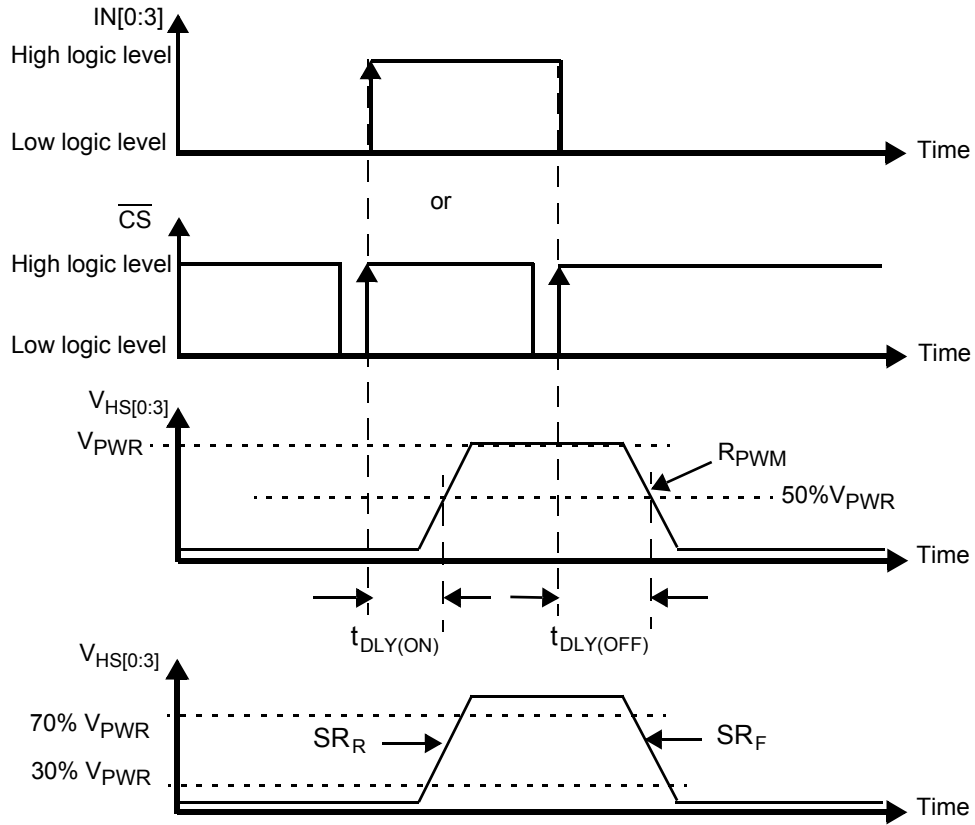 IN[0:3]
High logic level
Low logic level
Time
or
CS
High logic level
Low logic level
Time
VHS[0:3]
VPWR
RPWM
50%VPWR
Time
tDLY(ON)
tDLY(OFF)
VHS[0:3]
70% VPWR
SRR
SRF
30% VPWR
Time